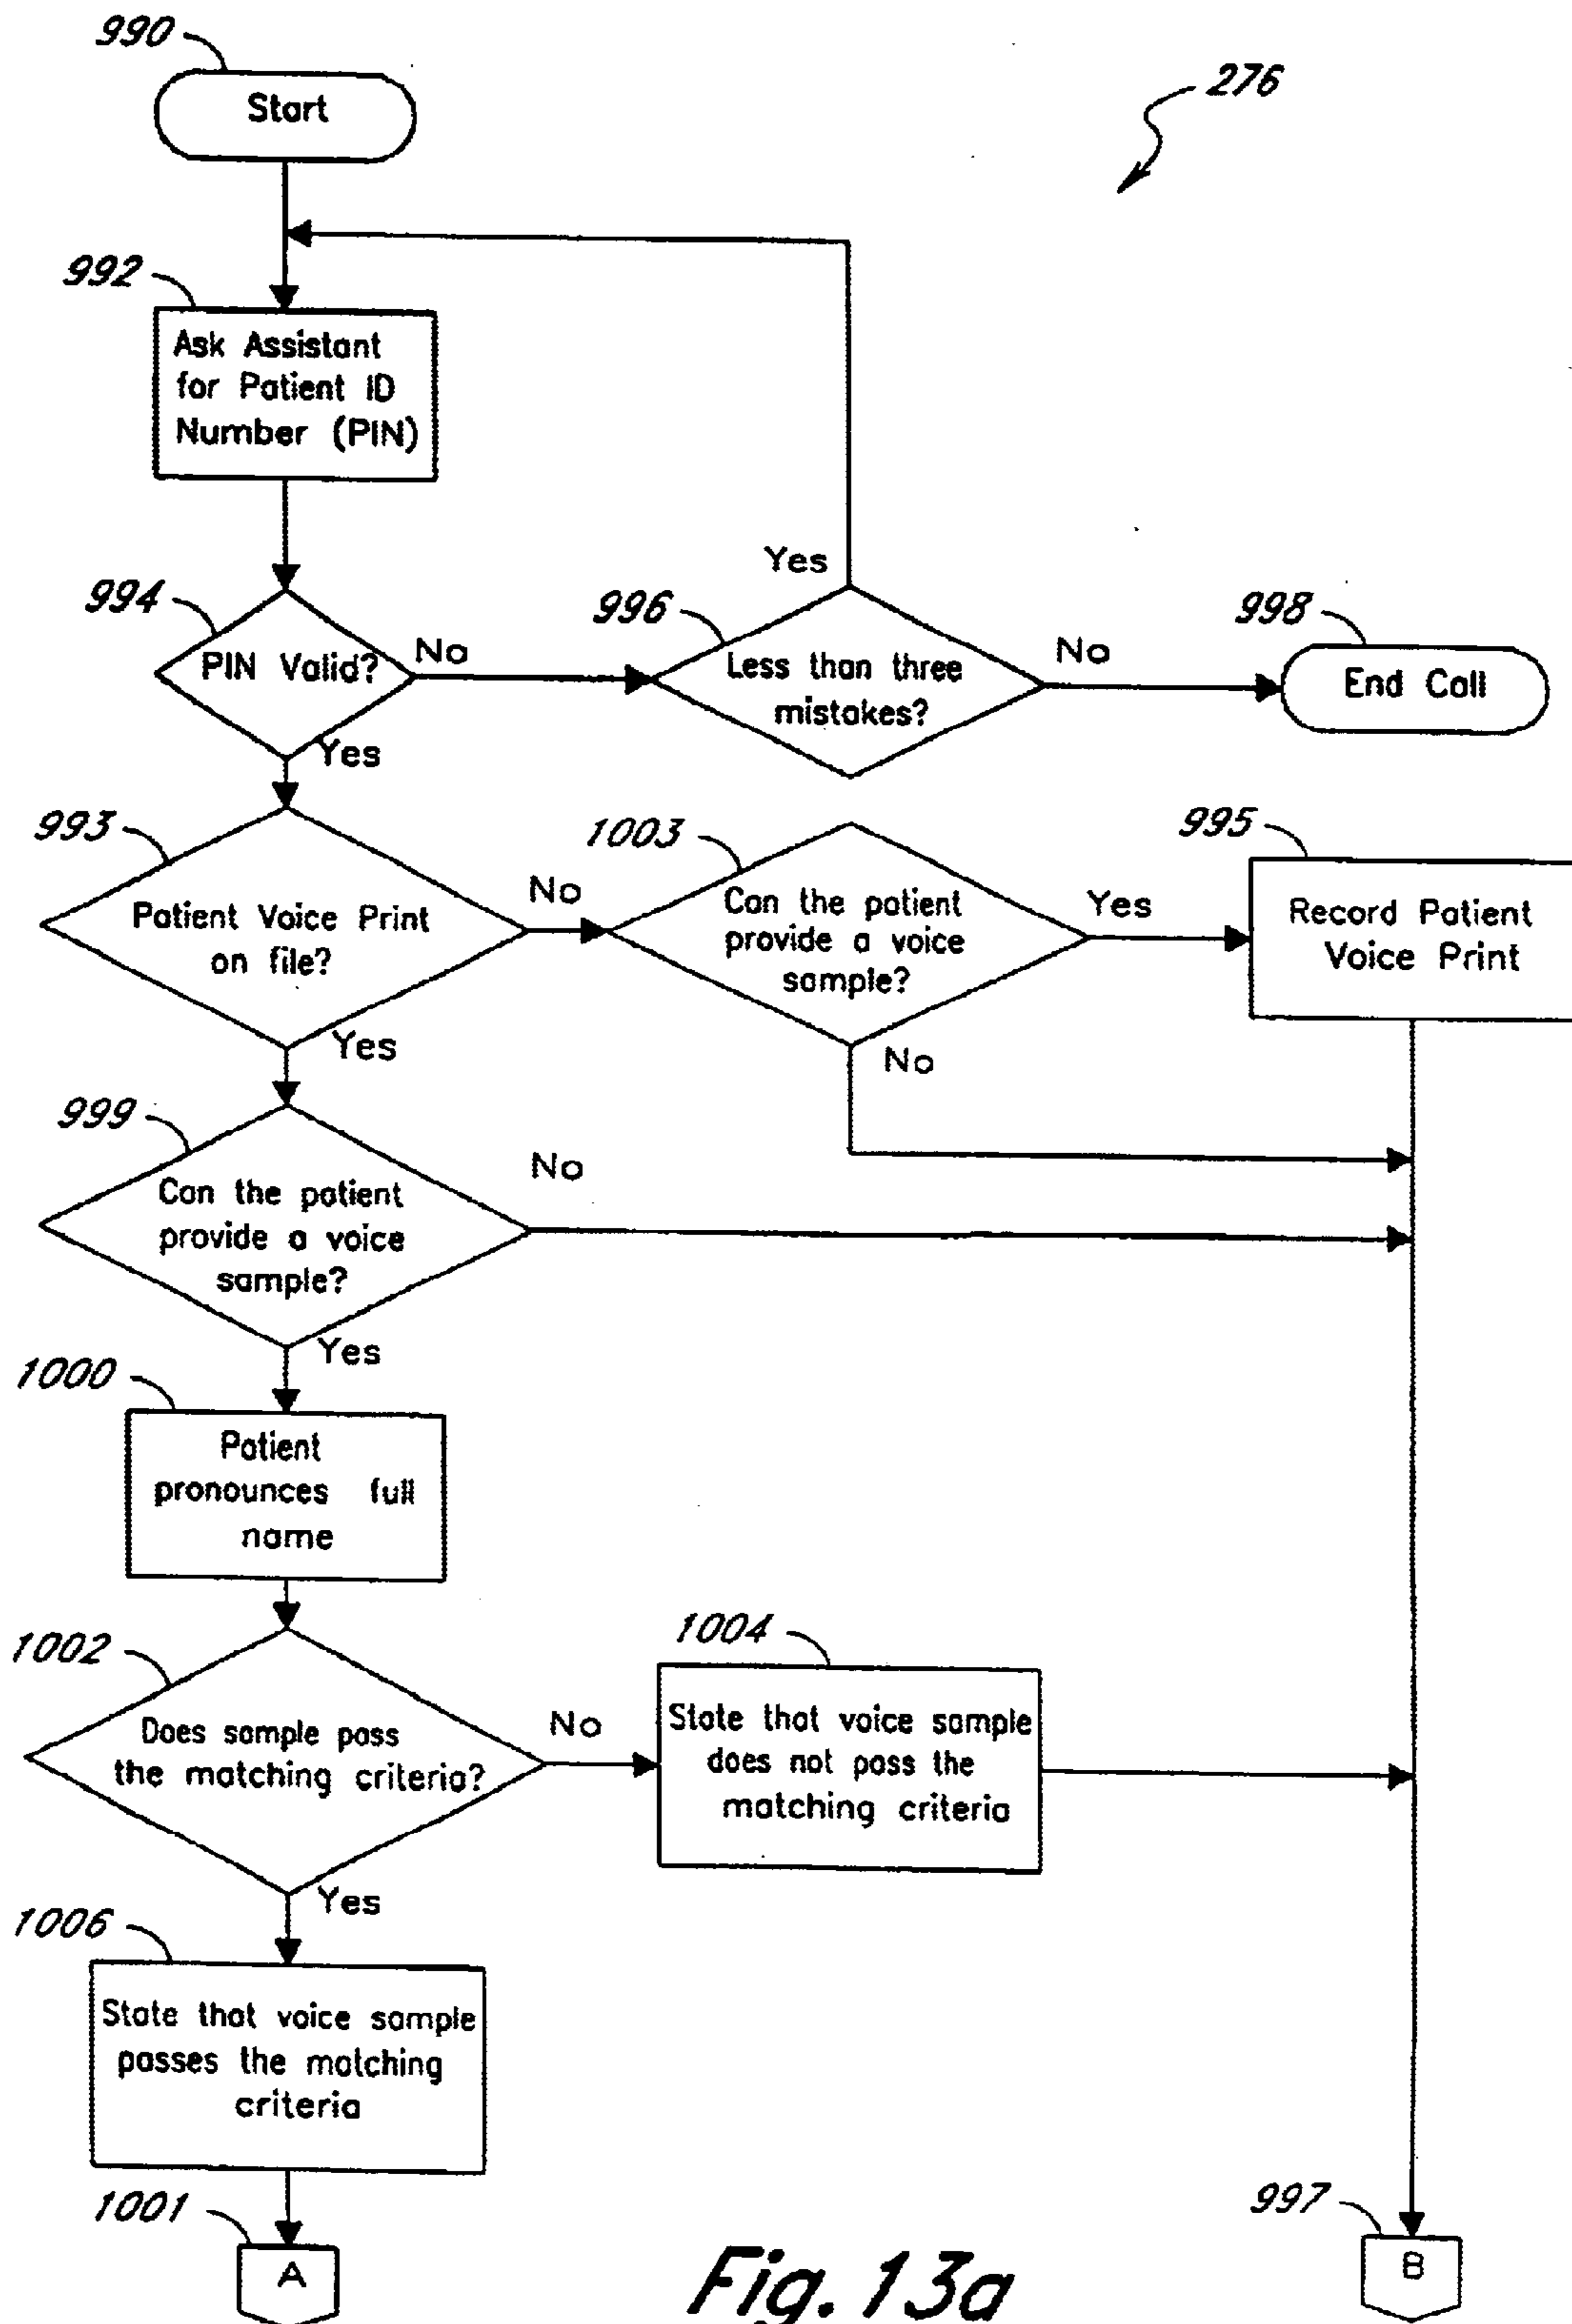 990
Start
276
992
Ask Assistant
for Patient ID
Number (PIN)
Yes
994
PIN Valid?
No
996
Less than three
mistakes?
No
998
End Call
Yes
993
Patient Voice Print
on file?
No
1003
Can the patient
provide a voice
sample?
Yes
995
Record Patient
Voice Print
Yes
No
999
Can the patient
provide a voice
sample?
No
Yes
1000
Patient
pronounces full
name
1002
Does sample pass
the matching criteria?
No
1004
State that voice sample
does not pass the
matching criteria
Yes
1006
State that voice sample
passes the matching
criteria
1001
A
997
B
Fig. 13a